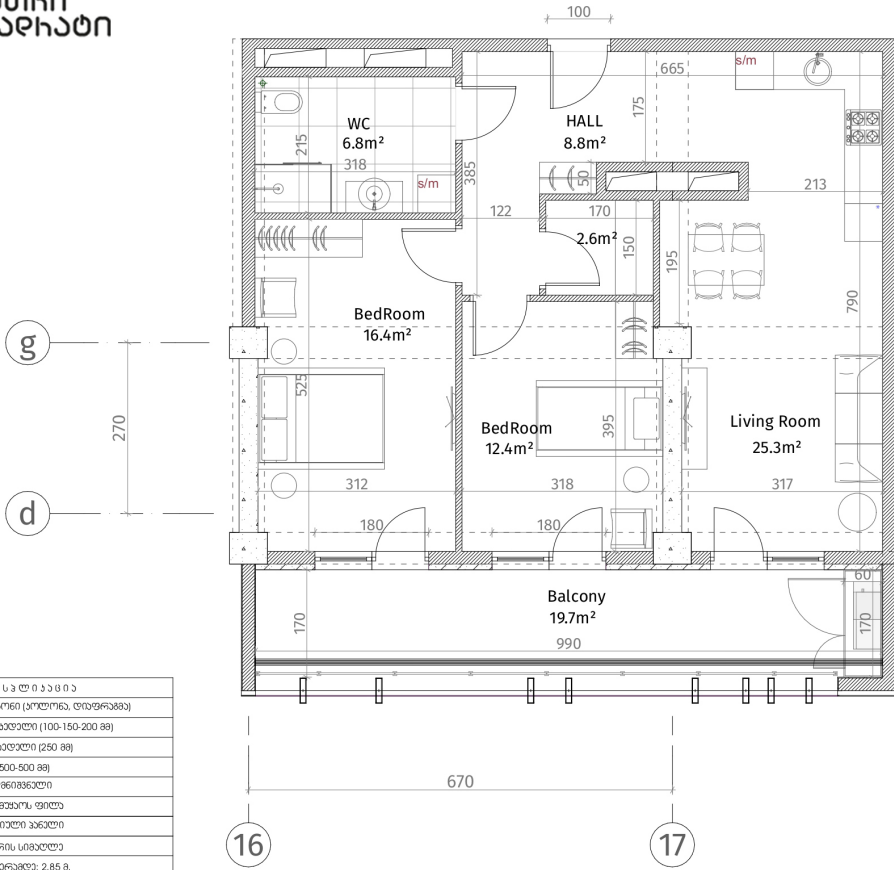 100
s/m
665
WC
6.8m²
HALL
8.8m²
175
215
318
s/m
385
50
213
122
170
2.6m²
150
195
790
BedRoom
16.4m²
g
525
270
BedRoom
12.4m²
395
Living Room
25.3m²
d
312
318
317
180
180
60
Balcony
19.7m²
170
990
170
(100-150-200 მმ)
(250 მმ)
500-500 მმ)
2.85 მ.
670
16
17